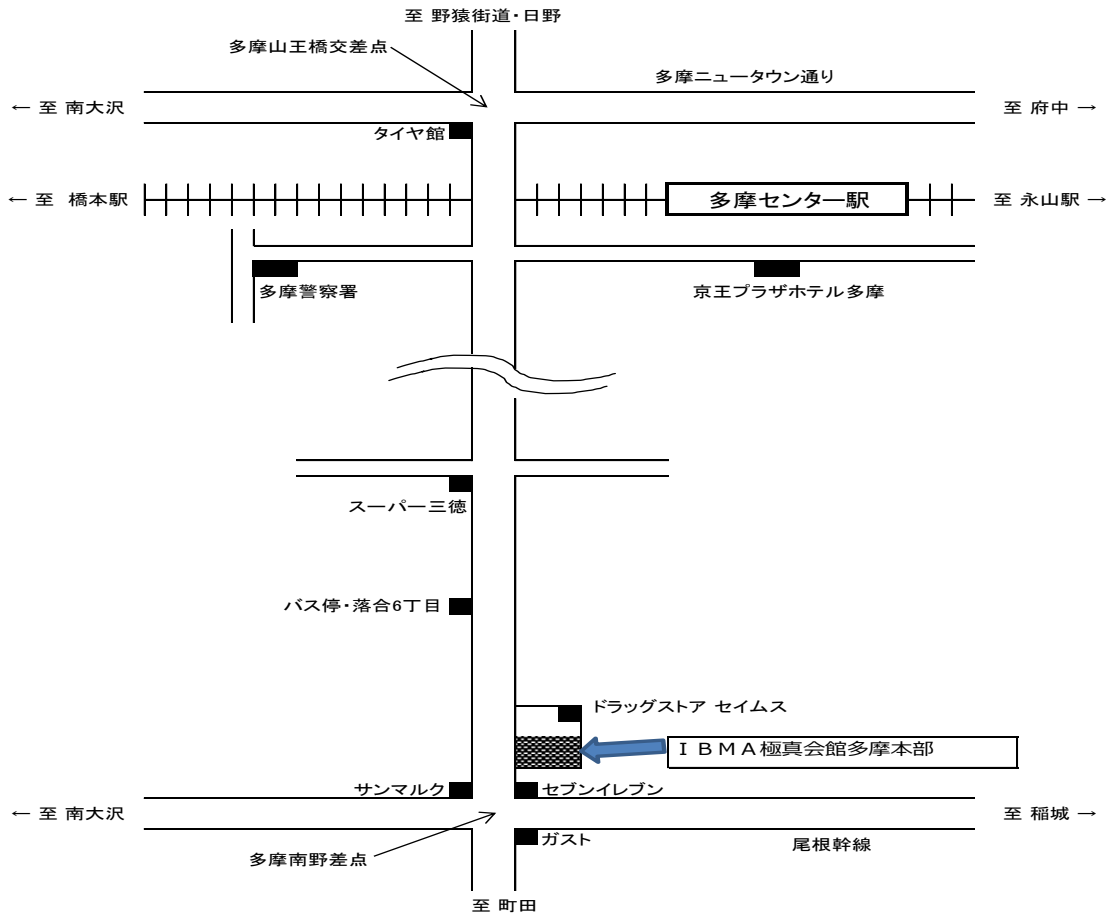 至 野猿街道・日野
多摩山王橋交差点
多摩ニュータウン通り
← 至 南大沢
至 府中 →
タイヤ館
← 至 橋本駅
多摩センター駅
至 永山駅 →
多摩警察署
京王プラザホテル多摩
スーパー三徳
バス停・落合6丁目
ドラッグストア セイムス
ＩＢＭＡ極真会館多摩本部
サンマルク
セブンイレブン
← 至 南大沢
至 稲城 →
ガスト
尾根幹線
多摩南野差点
至 町田